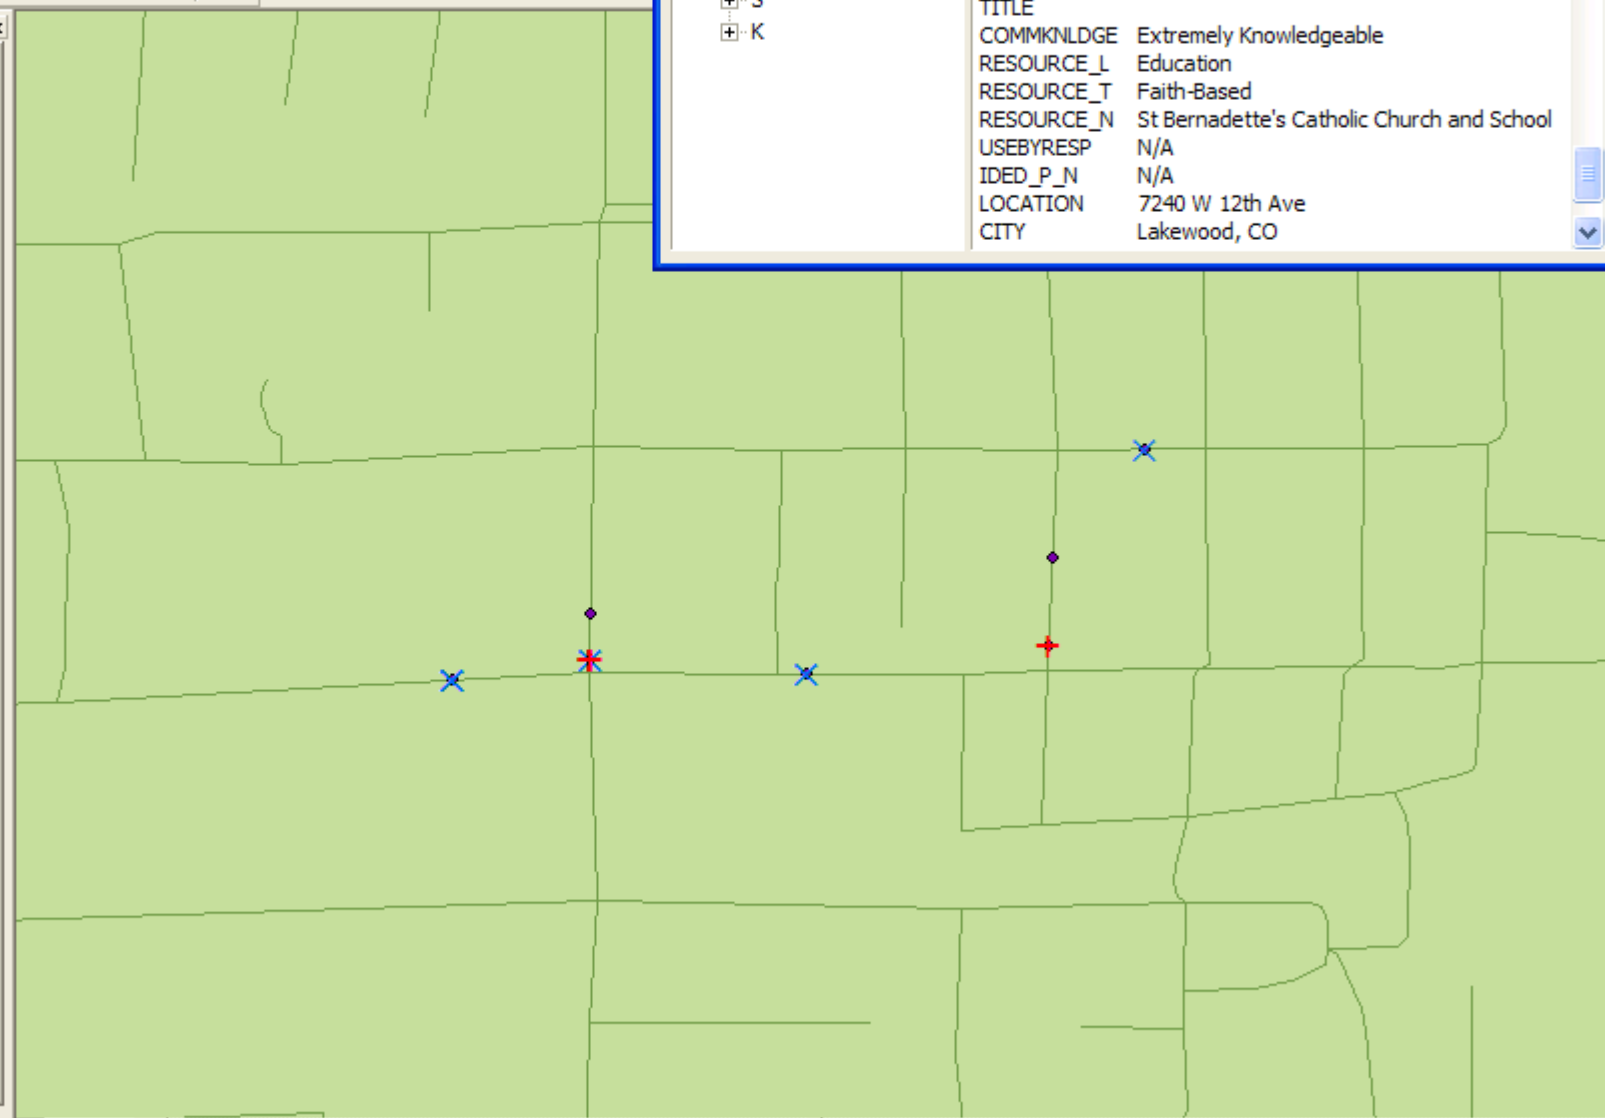 S
K
TITLE
COMMKNLDGE Extremely Knowledgeable
RESOURCE_L Education
RESOURCE_T Faith-Based
RESOURCE_N St Bernadette's Catholic Church and School
USEBYRESP N/A
IDED_P_N N/A
LOCATION 7240 W 12th Ave
CITY Lakewood, CO